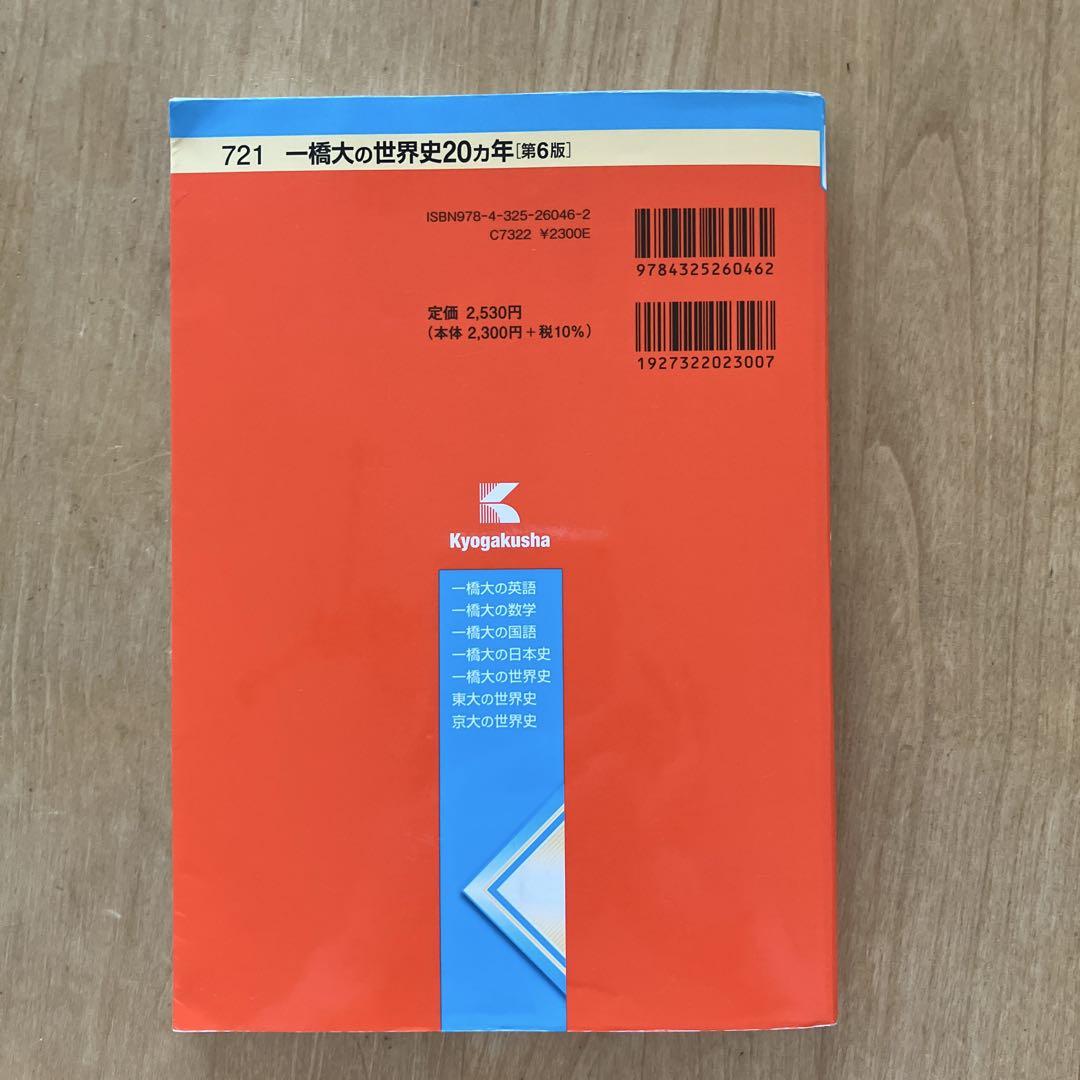 721 一橋大の世界史20カ年[第6版]
ISBN978-4-325-26046-2
C7322 ¥2300E
9784325260462
定価 2,530円
(本体 2,300円+税10%)
1927322023007
Kyogakusha
一橋大の英語
一橋大の数学
一橋大の国語
一橋大の日本史
一橋大の世界史
東大の世界史
京大の世界史